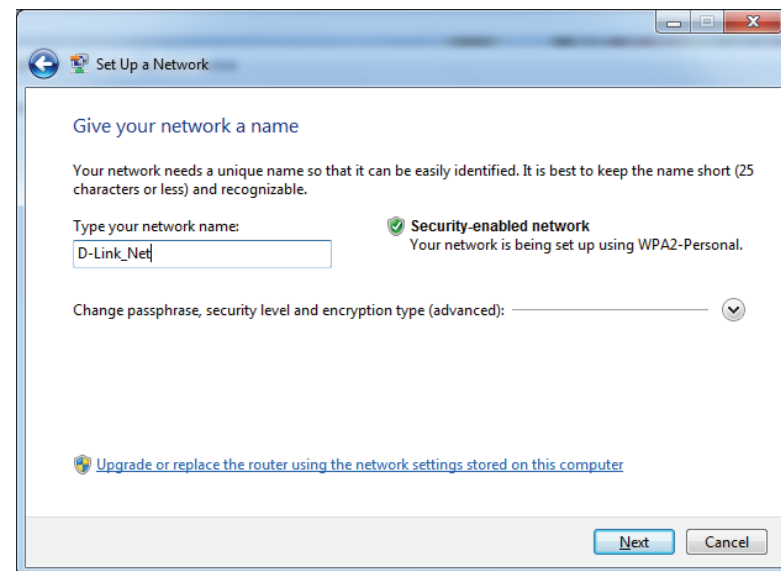 Set Up a Network
Give your network a name
Your network needs a unique name so that it can be easily identified. It is best to keep the name short (25
characters or less) and recognizable.
Type your network name:
D-Link_Net
Security-enabled network
Your network is being set up using WPA2-Personal.
Change passphrase, security level and encryption type (advanced):
Upgrade or replace the router using the network settings stored on this computer
Next
Cancel